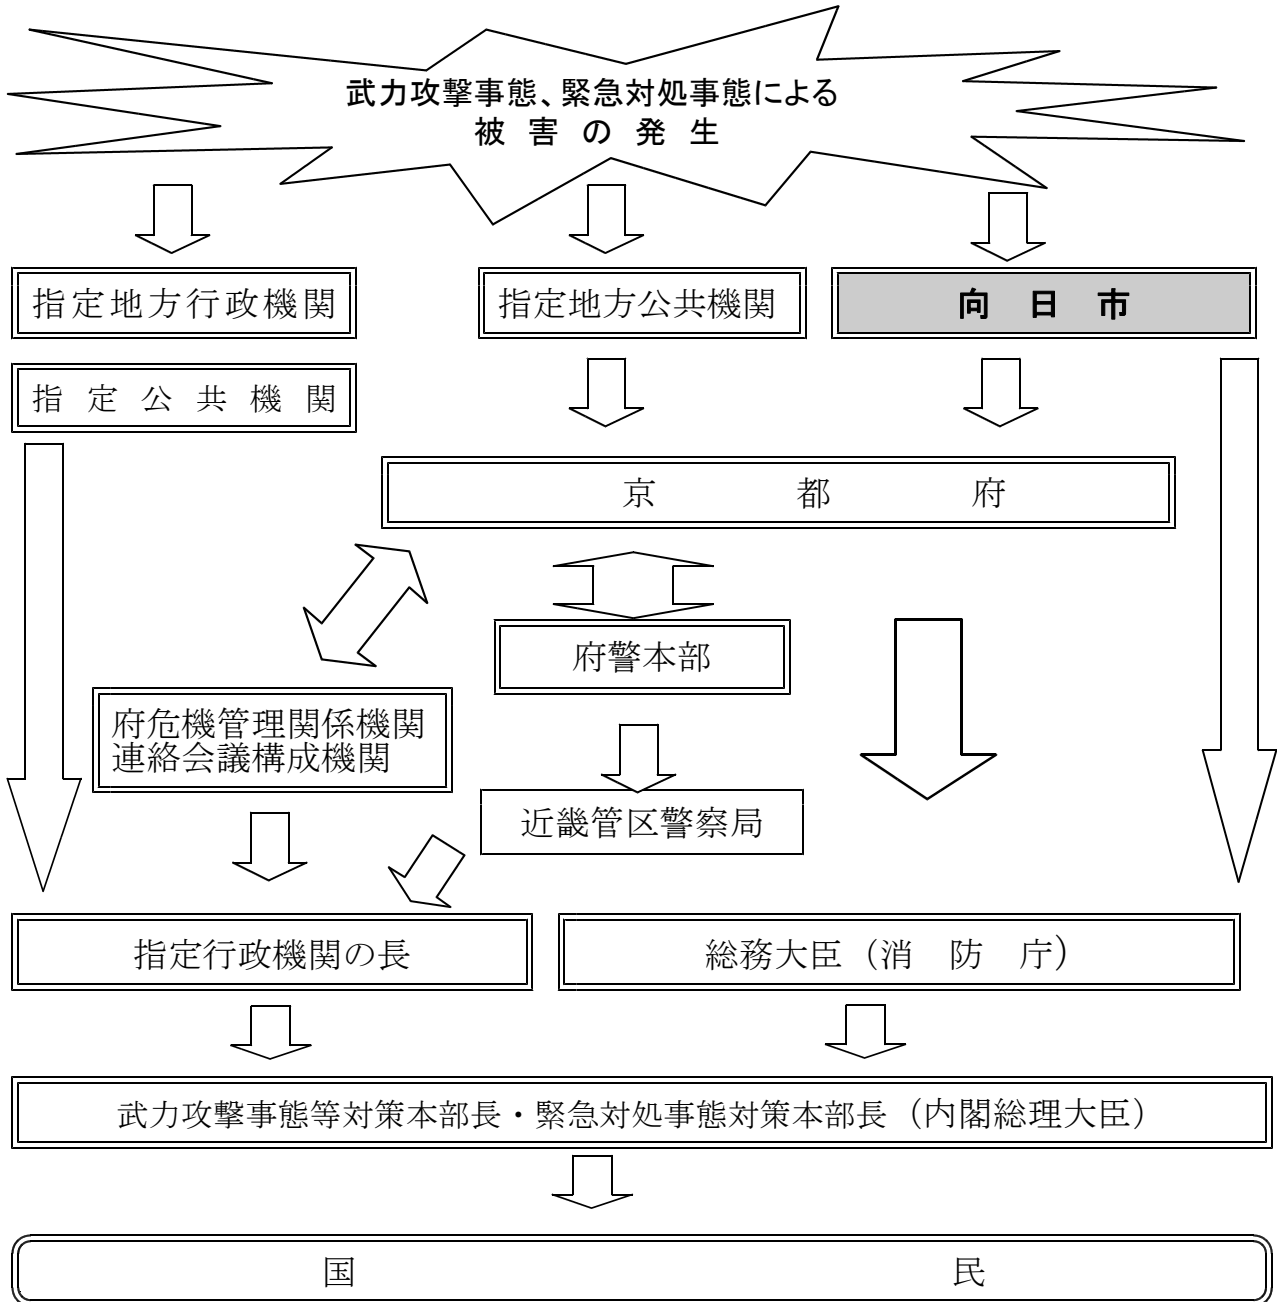 武力攻撃事態、緊急対処事態による
被害の発生
指定地方行政機関
指定地方公共機関
向日市
指定公共機関
京都府
府警本部
府危機管理関係機関
連絡会議構成機関
近畿管区警察局
指定行政機関の長
総務大臣（消防庁）
武力攻撃事態等対策本部長・緊急対処事態対策本部長（内閣総理大臣）
国民